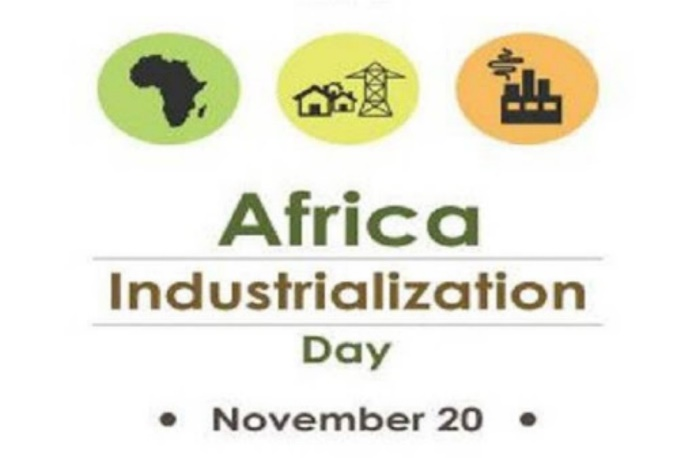 Africa
Industrialization
Day
• November 20 •